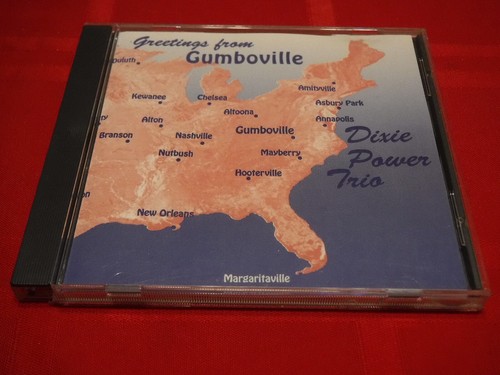 Greetings from
Gumboville
Duluth
Amityville
Kewanee
Chelsea
Asbury Park
Altoona
Alton
Annapolis
Gumboville
Branson
Nashville
Dixie
Power
Trio
Nutbush
Mayberry
Hooterville
New Orleans
Margaritaville